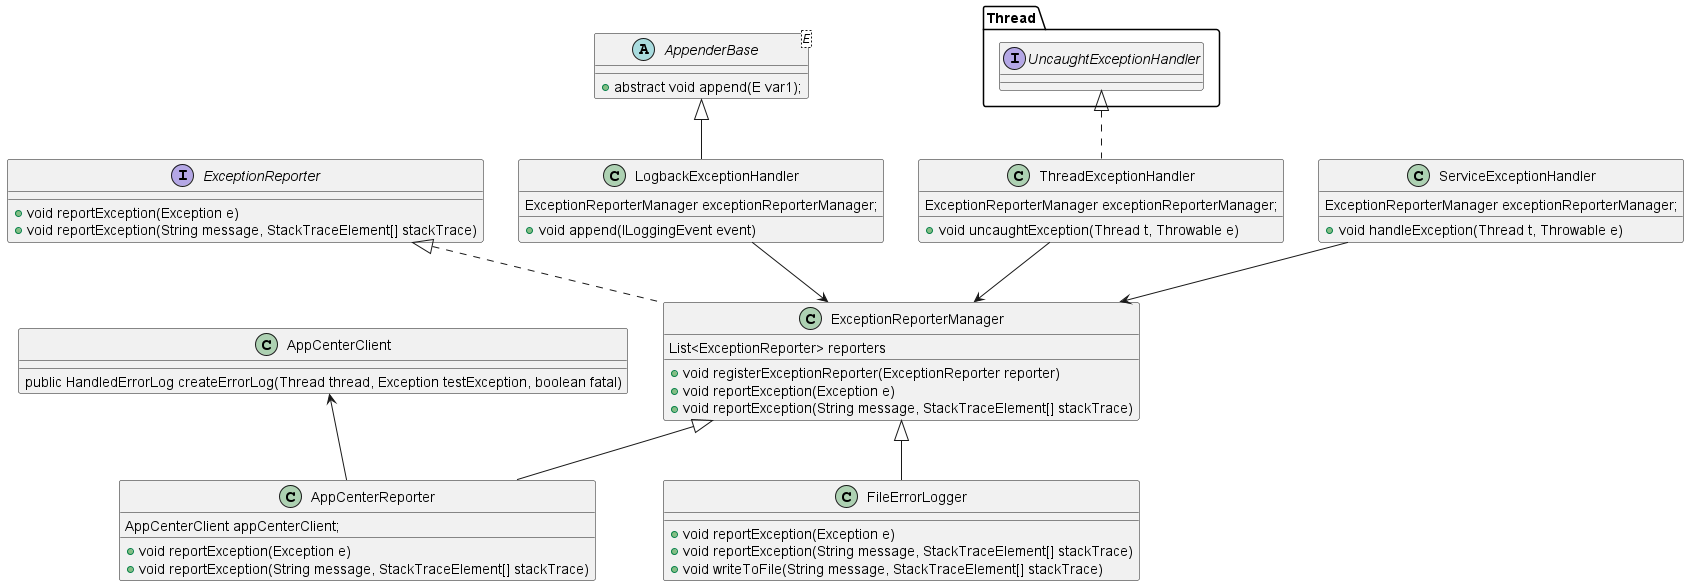 Thread
A AppenderBase E
abstract void append(E var1);
I UncaughtExceptionHandler
I ExceptionReporter
void reportException(Exception e)
void reportException(String message, StackTraceElement[] stackTrace)
C LogbackExceptionHandler
ExceptionReporterManager exceptionReporterManager;
void append(ILoggingEvent event)
C ThreadExceptionHandler
ExceptionReporterManager exceptionReporterManager;
void uncaughtException(Thread t, Throwable e)
C ServiceExceptionHandler
ExceptionReporterManager exceptionReporterManager;
void handleException(Thread t, Throwable e)
C AppCenterClient
public HandledErrorLog createErrorLog(Thread thread, Exception testException, boolean fatal)
C ExceptionReporterManager
List<ExceptionReporter> reporters
void registerExceptionReporter(ExceptionReporter reporter)
void reportException(Exception e)
void reportException(String message, StackTraceElement[] stackTrace)
C AppCenterReporter
AppCenterClient appCenterClient;
void reportException(Exception e)
void reportException(String message, StackTraceElement[] stackTrace)
C FileErrorLogger
void reportException(Exception e)
void reportException(String message, StackTraceElement[] stackTrace)
void writeToFile(String message, StackTraceElement[] stackTrace)